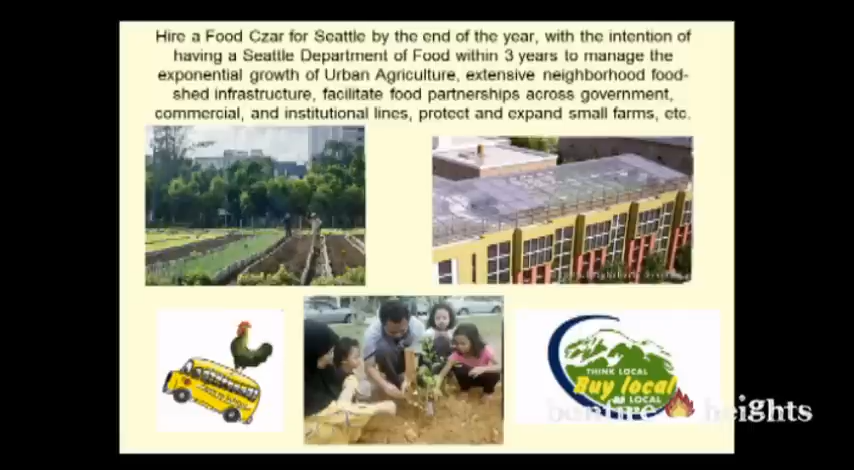 Hire a Food Czar for Seattle by the end of the year, with the intention of
having a Seattle Department of Food within 3 years to manage the
exponential growth of Urban Agriculture, extensive neighborhood food-
shed infrastructure, facilitate food partnerships across government,
commercial, and institutional lines, protect and expand small farms, etc.
THINK LOCAL
Buy local
BE LOCAL
bonfire heights